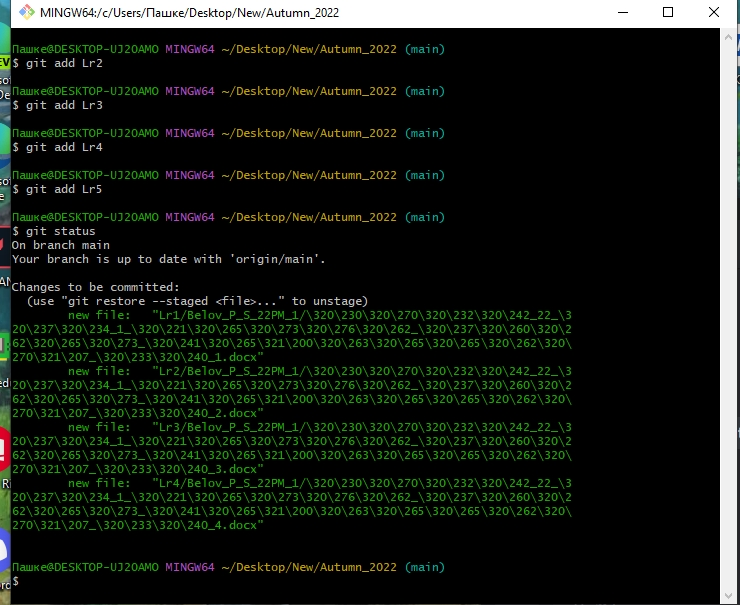 MINGW64:/c/Users/Пашке/Desktop/New/Autumn_2022
Пашке@DESKTOP-UJ2OAMO MINGW64 ~/Desktop/New/Autumn_2022 (main)
$ git add Lr2
Пашке@DESKTOP-UJ2OAMO MINGW64 ~/Desktop/New/Autumn_2022 (main)
$ git add Lr3
Пашке@DESKTOP-UJ2OAMO MINGW64 ~/Desktop/New/Autumn_2022 (main)
$ git add Lr4
Пашке@DESKTOP-UJ2OAMO MINGW64 ~/Desktop/New/Autumn_2022 (main)
$ git add Lr5
Пашке@DESKTOP-UJ2OAMO MINGW64 ~/Desktop/New/Autumn_2022 (main)
$ git status
On branch main
Your branch is up to date with 'origin/main'.
Changes to be committed:
(use "git restore --staged <file>..." to unstage)
new file:   "Lr1/Belov_P_S_22PM_1/\320\230\320\270\320\232\320\242_22_\3
20\237\320\234_1_\320\221\320\265\320\273\320\276\320\262_\320\237\320\260\320\2
62\320\265\320\273_\320\241\320\265\321\200\320\263\320\265\320\265\320\262\320\
270\321\207_\320\233\320\240_1.docx"
new file:   "Lr2/Belov_P_S_22PM_1/\320\230\320\270\320\232\320\242_22_\3
20\237\320\234_1_\320\221\320\265\320\273\320\276\320\262_\320\237\320\260\320\2
62\320\265\320\273_\320\241\320\265\321\200\320\263\320\265\320\265\320\262\320\
270\321\207_\320\233\320\240_2.docx"
new file:   "Lr3/Belov_P_S_22PM_1/\320\230\320\270\320\232\320\242_22_\3
20\237\320\234_1_\320\221\320\265\320\273\320\276\320\262_\320\237\320\260\320\2
62\320\265\320\273_\320\241\320\265\321\200\320\263\320\265\320\265\320\262\320\
270\321\207_\320\233\320\240_3.docx"
new file:   "Lr4/Belov_P_S_22PM_1/\320\230\320\270\320\232\320\242_22_\3
20\237\320\234_1_\320\221\320\265\320\273\320\276\320\262_\320\237\320\260\320\2
62\320\265\320\273_\320\241\320\265\321\200\320\263\320\265\320\265\320\262\320\
270\321\207_\320\233\320\240_4.docx"
Пашке@DESKTOP-UJ2OAMO MINGW64 ~/Desktop/New/Autumn_2022 (main)
$